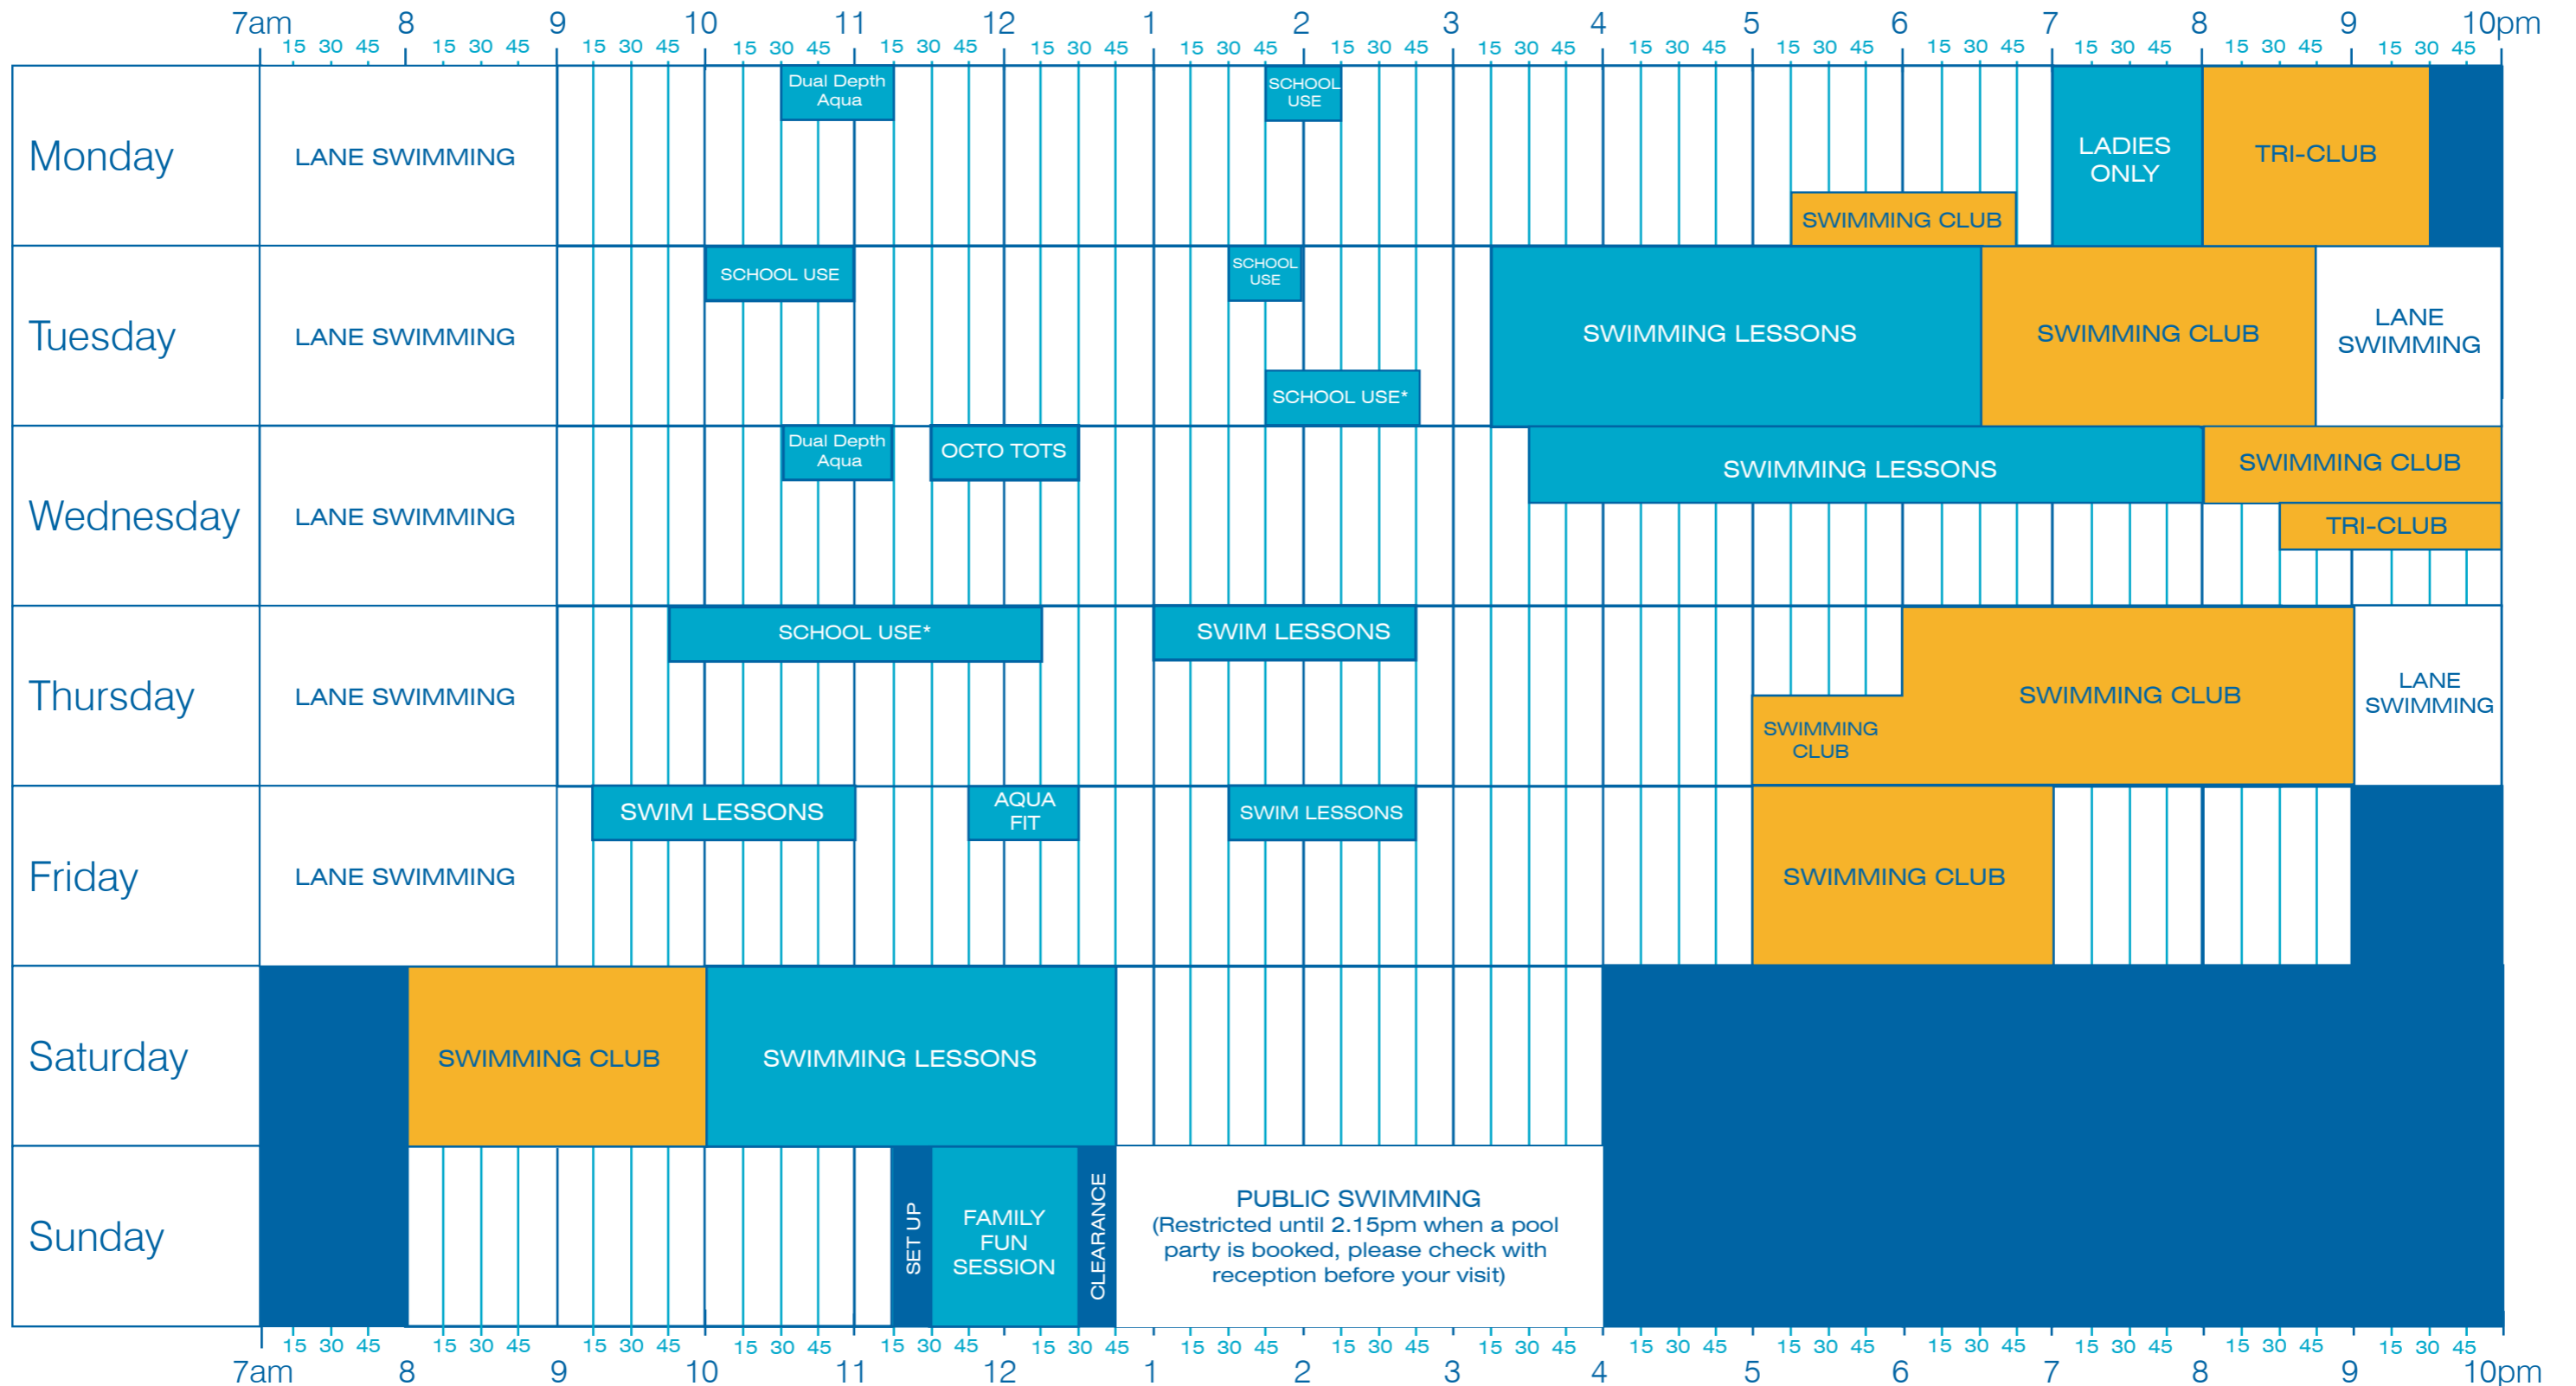 7am 8 9 10 11 12 1 2 3 4 5 6 7 8 9 10pm
15 30 45 15 30 45 15 30 45 15 30 45 15 30 45 15 30 45 15 30 45 15 30 45 15 30 45 15 30 45 15 30 45 15 30 45 15 30 45 15 30 45 15 30 45
Monday
LANE SWIMMING
Dual Depth
Aqua
SCHOOL
USE
SWIMMING CLUB
LADIES
ONLY
TRI-CLUB
Tuesday
LANE SWIMMING
SCHOOL USE
SCHOOL
USE
SCHOOL USE*
SWIMMING LESSONS
SWIMMING CLUB
LANE
SWIMMING
Wednesday
LANE SWIMMING
Dual Depth
Aqua
OCTO TOTS
SWIMMING LESSONS
SWIMMING CLUB
TRI-CLUB
Thursday
LANE SWIMMING
SCHOOL USE*
SWIM LESSONS
SWIMMING
CLUB
SWIMMING CLUB
LANE
SWIMMING
Friday
LANE SWIMMING
SWIM LESSONS
AQUA
FIT
SWIM LESSONS
SWIMMING CLUB
Saturday
SWIMMING CLUB
SWIMMING LESSONS
Sunday
SET UP
FAMILY
FUN
SESSION
CLEARANCE
PUBLIC SWIMMING
(Restricted until 2.15pm when a pool
party is booked, please check with
reception before your visit)
15 30 45 15 30 45 15 30 45 15 30 45 15 30 45 15 30 45 15 30 45 15 30 45 15 30 45 15 30 45 15 30 45 15 30 45 15 30 45 15 30 45 15 30 45
7am 8 9 10 11 12 1 2 3 4 5 6 7 8 9 10pm